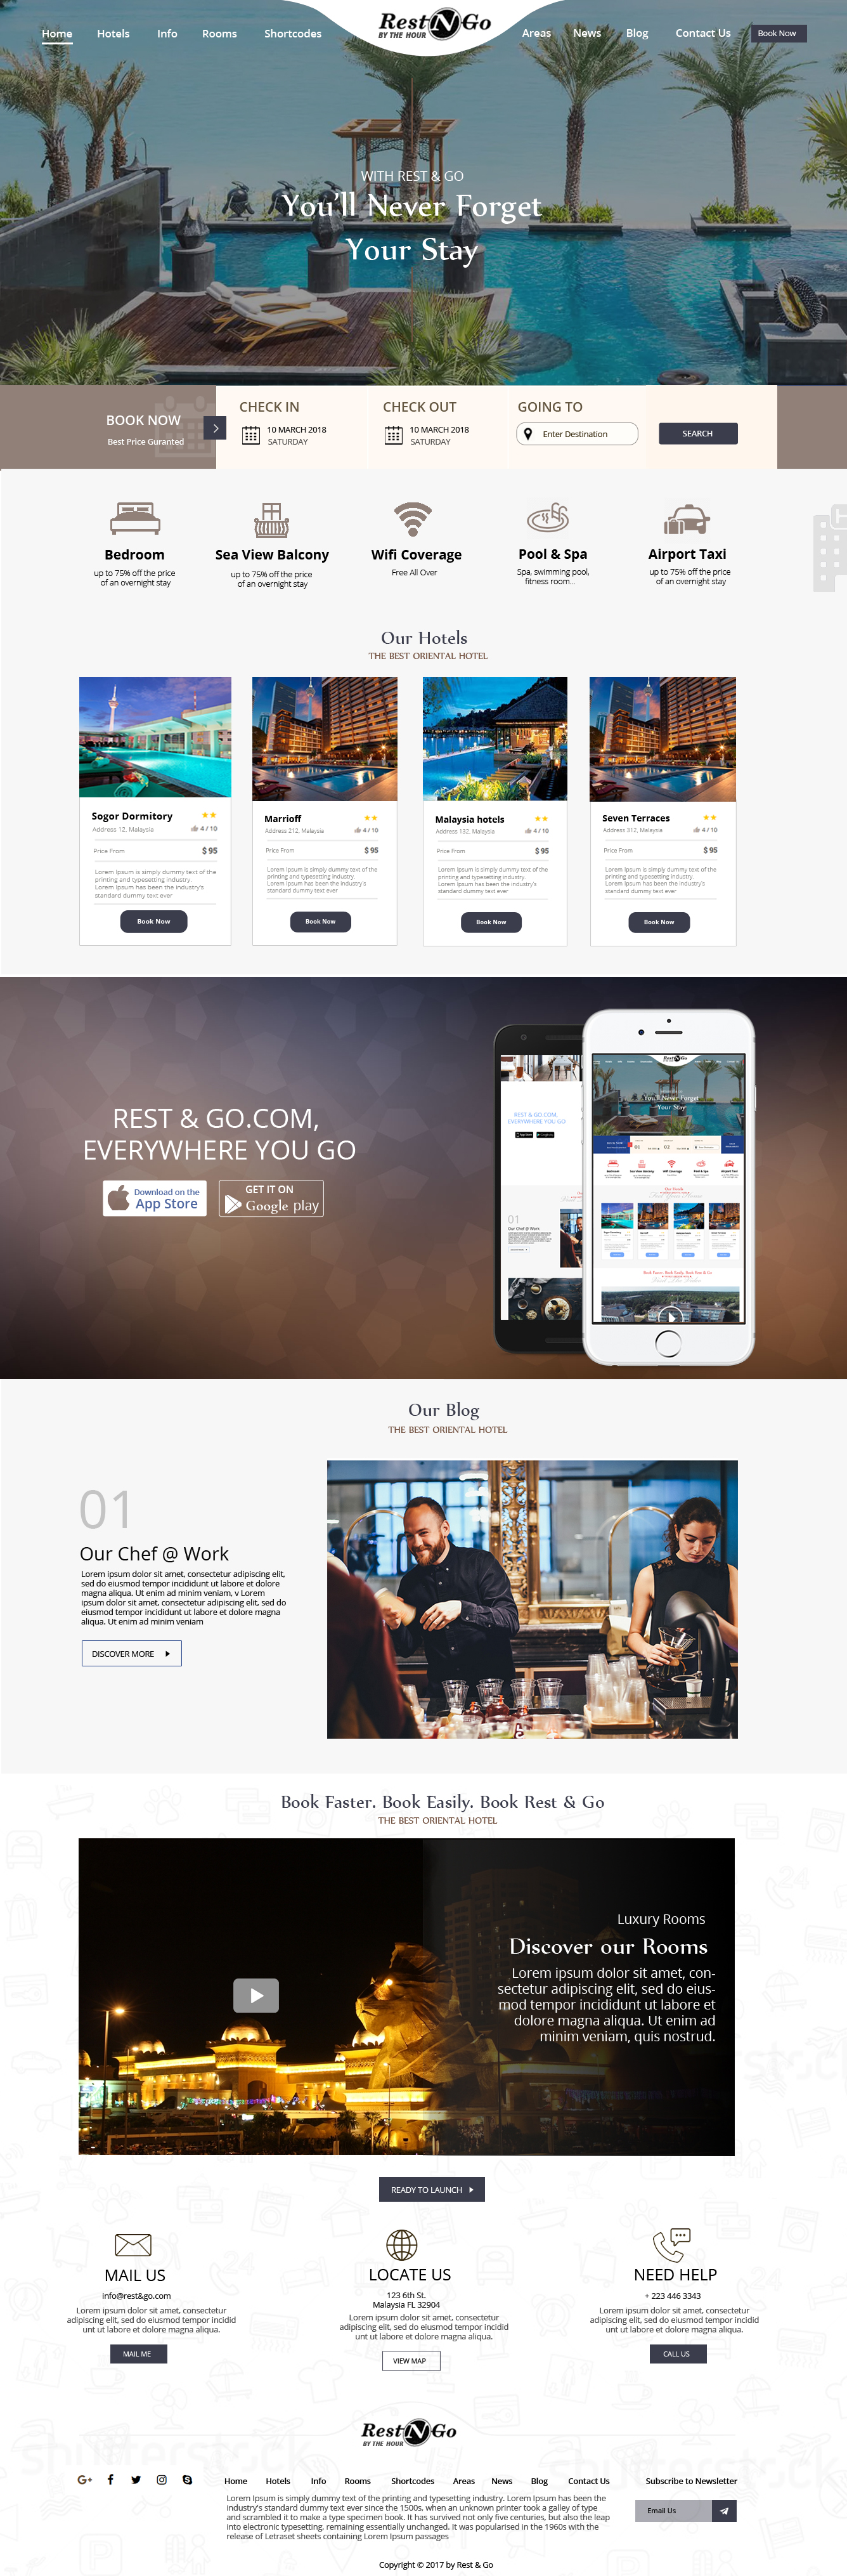 Home Hotels Info Rooms Shortcodes
Rest N Go
BY THE HOUR
Areas News Blog Contact Us Book Now
WITH REST & GO
You'll Never Forget
Your Stay
BOOK NOW
Best Price Guranted
CHECK IN
10 MARCH 2018
SATURDAY
CHECK OUT
10 MARCH 2018
SATURDAY
GOING TO
Enter Destination
SEARCH
Bedroom
up to 75% off the price
of an overnight stay
Sea View Balcony
up to 75% off the price
of an overnight stay
Wifi Coverage
Free All Over
Pool & Spa
Spa, swimming pool,
fitness room...
Airport Taxi
up to 75% off the price
of an overnight stay
Our Hotels
THE BEST ORIENTAL HOTEL
Sogor Dormitory
Address 12, Malaysia 4 / 10
Price From $ 95
Lorem Ipsum is simply dummy text of the
printing and typesetting industry.
Lorem Ipsum has been the industry's
standard dummy text ever
Book Now
Marrioff
Address 212, Malaysia 4 / 10
Price From $ 95
Lorem Ipsum is simply dummy text of the
printing and typesetting industry.
Lorem Ipsum has been the industry's
standard dummy text ever
Book Now
Malaysia hotels
Address 132, Malaysia 4 / 10
Price From $ 95
Lorem Ipsum is simply dummy text of the
printing and typesetting industry.
Lorem Ipsum has been the industry's
standard dummy text ever
Book Now
Seven Terraces
Address 312, Malaysia 4 / 10
Price From $ 95
Lorem Ipsum is simply dummy text of the
printing and typesetting industry.
Lorem Ipsum has been the industry's
standard dummy text ever
Book Now
REST & GO.COM,
EVERYWHERE YOU GO
Download on the
App Store
GET IT ON
Google play
REST & GO.COM,
EVERYWHERE YOU GO
01
Our Chef @ Work
Rest N Go
You'll Never Forget
Your Stay
Our Blog
THE BEST ORIENTAL HOTEL
01
Our Chef @ Work
Lorem ipsum dolor sit amet, consectetur adipiscing elit,
sed do eiusmod tempor incididunt ut labore et dolore
magna aliqua. Ut enim ad minim veniam, v Lorem
ipsum dolor sit amet, consectetur adipiscing elit, sed do
eiusmod tempor incididunt ut labore et dolore magna
aliqua. Ut enim ad minim veniam
DISCOVER MORE
Book Faster. Book Easily. Book Rest & Go
THE BEST ORIENTAL HOTEL
Luxury Rooms
Discover our Rooms
Lorem ipsum dolor sit amet, con-
sectetur adipiscing elit, sed do eius-
mod tempor incididunt ut labore et
dolore magna aliqua. Ut enim ad
minim veniam, quis nostrud.
READY TO LAUNCH
MAIL US
info@rest&go.com
Lorem ipsum dolor sit amet, consectetur
adipiscing elit, sed do eiusmod tempor incidid
unt ut labore et dolore magna aliqua.
MAIL ME
LOCATE US
123 6th St.
Malaysia FL 32904
Lorem ipsum dolor sit amet, consectetur
adipiscing elit, sed do eiusmod tempor incidid
unt ut labore et dolore magna aliqua.
VIEW MAP
NEED HELP
+ 223 446 3343
Lorem ipsum dolor sit amet, consectetur
adipiscing elit, sed do eiusmod tempor incidid
unt ut labore et dolore magna aliqua.
CALL US
Rest N Go
BY THE HOUR
Home Hotels Info Rooms Shortcodes Areas News Blog Contact Us
Lorem Ipsum is simply dummy text of the printing and typesetting industry. Lorem Ipsum has been the
industry's standard dummy text ever since the 1500s, when an unknown printer took a galley of type
and scrambled it to make a type specimen book. It has survived not only five centuries, but also the leap
into electronic typesetting, remaining essentially unchanged. It was popularised in the 1960s with the
release of Letraset sheets containing Lorem Ipsum passages
Subscribe to Newsletter
Email Us
Copyright © 2017 by Rest & Go